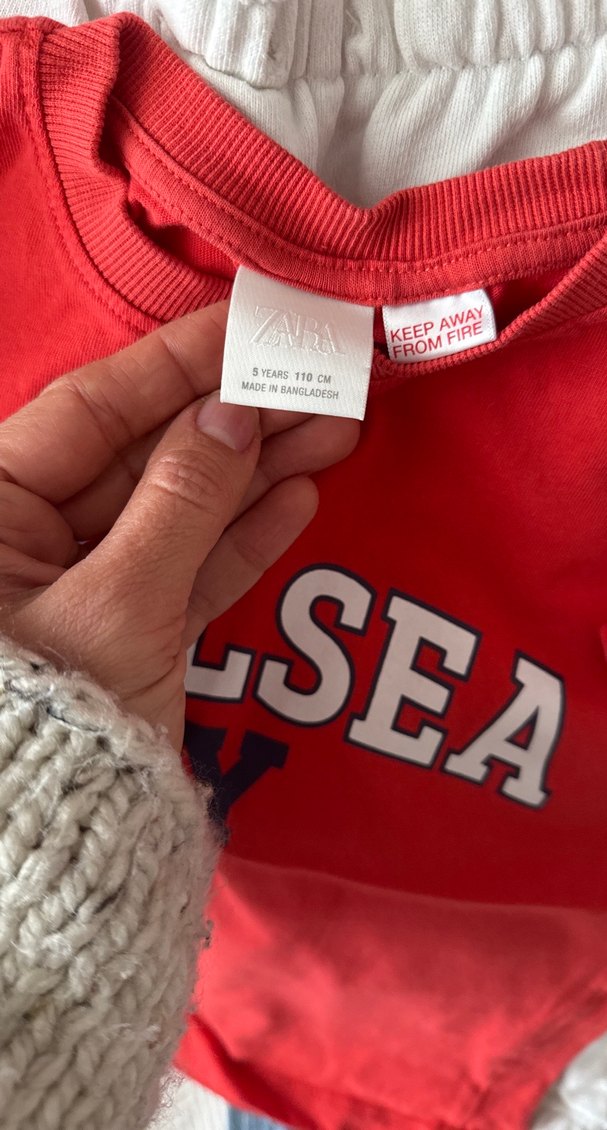 ZARA
5 YEARS 110 CM
MADE IN BANGLADESH
KEEP AWAY
FROM FIRE
LSEA
Y